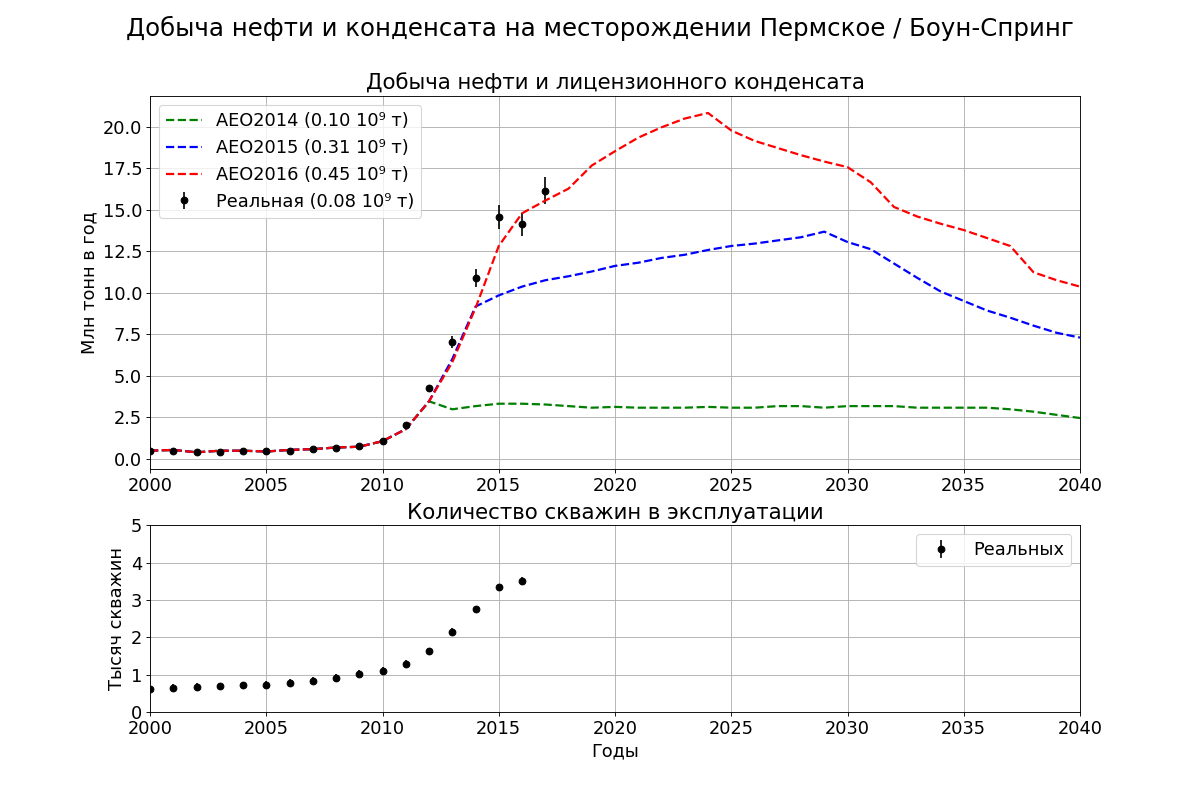 Добыча нефти и конденсата на месторождении Пермское / Боун-Спринг
Добыча нефти и лицензионного конденсата
Млн тонн в год
20.0
17.5
15.0
12.5
10.0
7.5
5.0
2.5
0.0
AEO2014 (0.10 10⁹ т)
AEO2015 (0.31 10⁹ т)
AEO2016 (0.45 10⁹ т)
Реальная (0.08 10⁹ т)
2000 2005 2010 2015 2020 2025 2030 2035 2040
Количество скважин в эксплуатации
Тысяч скважин
5
4
3
2
1
0
Реальных
2000 2005 2010 2015 2020 2025 2030 2035 2040
Годы